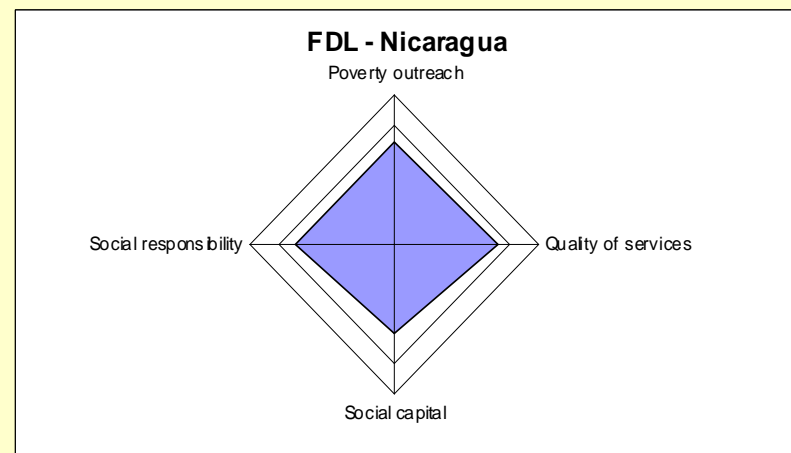 FDL - Nicaragua
Poverty outreach
Social responsibility
Quality of services
Social capital